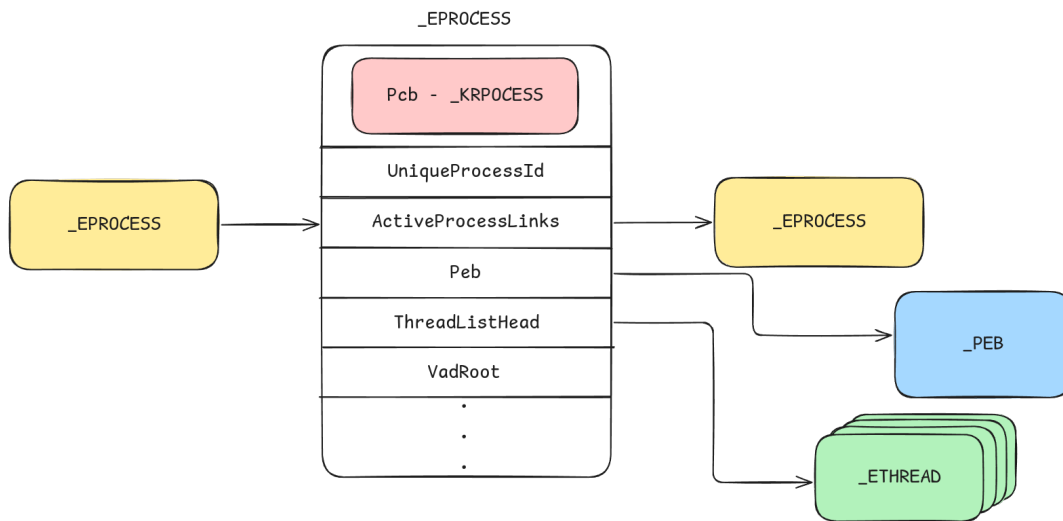 _EPROCESS
Pcb - _KRPOCESS
UniqueProcessId
_EPROCESS
ActiveProcessLinks
_EPROCESS
Peb
ThreadListHead
_PEB
VadRoot
.
.
.
_ETHREAD